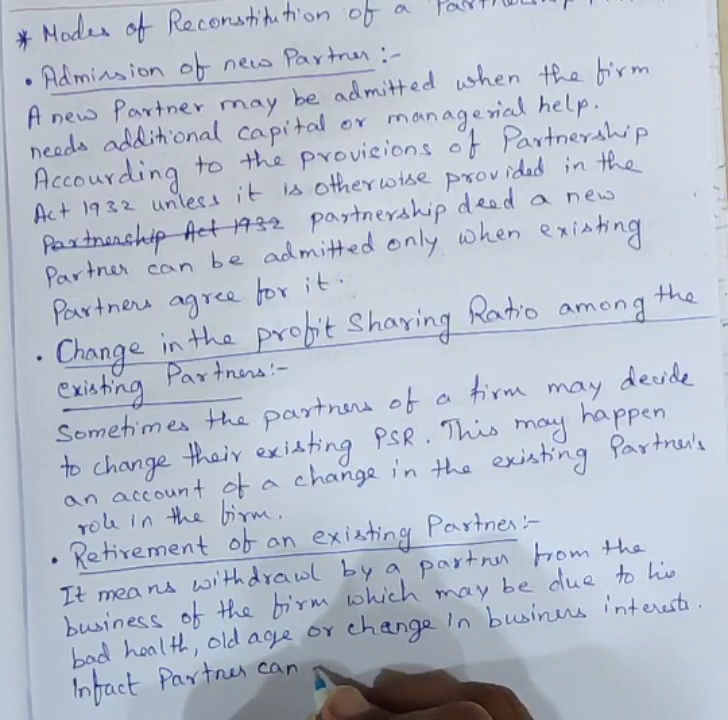 * Modes of Reconstitution of a Partnership
• Admission of new Partner :-
A new Partner may be admitted when the firm
needs additional capital or managerial help.
Accourding to the provisions of Partnership
Act 1932 unless it is otherwise provided in the
Partnership Act 1932 partnership deed a new
Partner can be admitted only when existing
Partners agree for it.
• Change in the profit Sharing Ratio among the
existing Partners:-
Sometimes the partners of a firm may decide
to change their existing PSR. This may happen
an account of a change in the existing Partner's
role in the firm.
• Retirement of an existing Partner:-
It means withdrawl by a partner from the
business of the firm which may be due to his
bad health, old age or change in business interests.
Infact Partner can